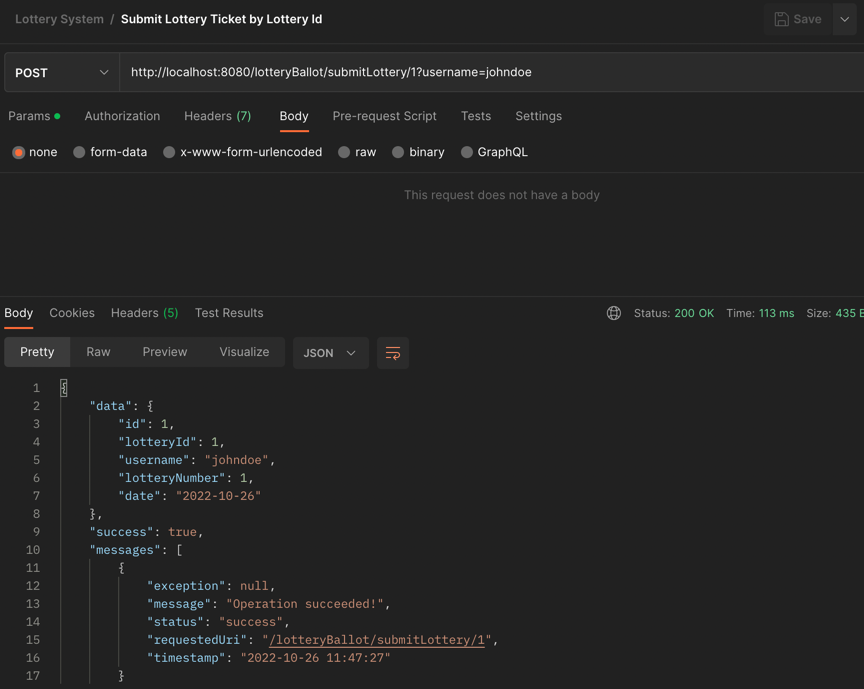 Lottery System / Submit Lottery Ticket by Lottery Id Save
POST http://localhost:8080/lotteryBallot/submitLottery/1?username=johndoe
Params Authorization Headers (7) Body Pre-request Script Tests Settings
none form-data x-www-form-urlencoded raw binary GraphQL
This request does not have a body
Body Cookies Headers (5) Test Results Status: 200 OK Time: 113 ms Size: 435 B
Pretty Raw Preview Visualize JSON
1 {
2 "data": {
3 "id": 1,
4 "lotteryId": 1,
5 "username": "johndoe",
6 "lotteryNumber": 1,
7 "date": "2022-10-26"
8 },
9 "success": true,
10 "messages": [
11 {
12 "exception": null,
13 "message": "Operation succeeded!",
14 "status": "success",
15 "requestedUri": "/lotteryBallot/submitLottery/1",
16 "timestamp": "2022-10-26 11:47:27"
17 }